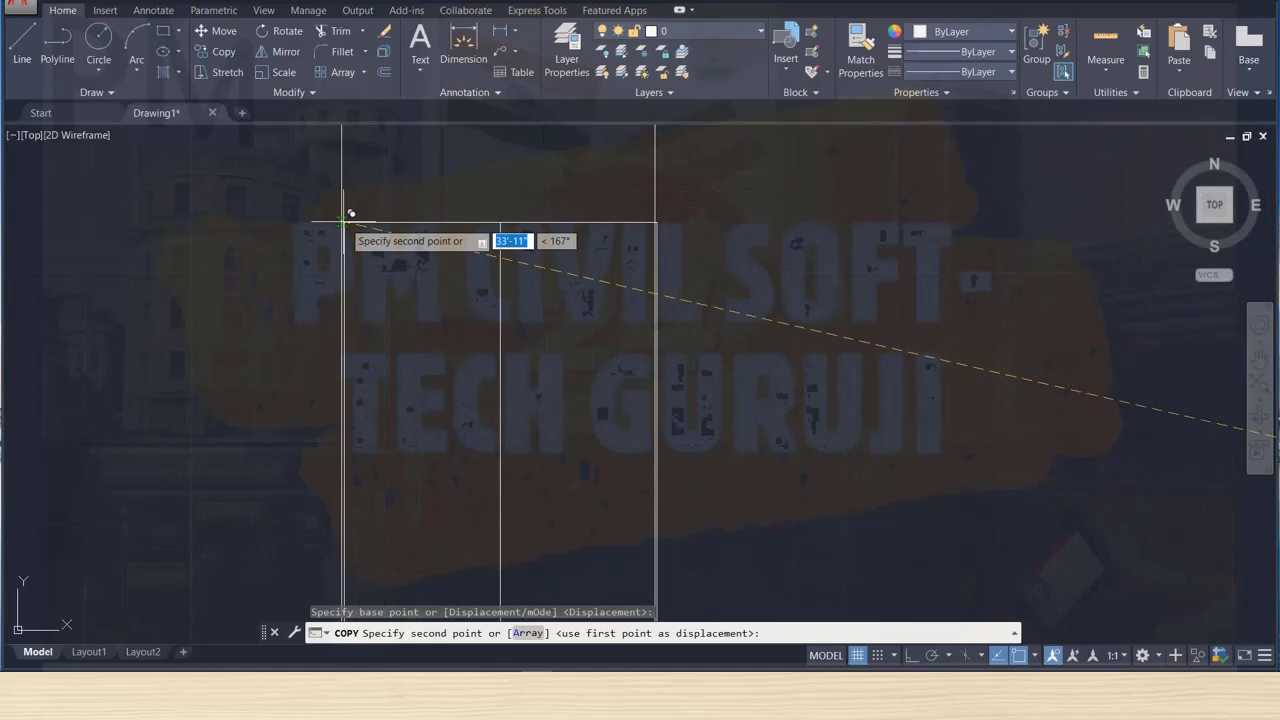 Home Insert Annotate Parametric View Manage Output Add-ins Collaborate Express Tools Featured Apps
Move Rotate Trim 0 ByLayer
Line Polyline Circle Arc Copy Mirror Fillet Text Dimension Layer Properties Insert Match Properties ByLayer Group Measure Paste Base
Stretch Scale Array Table ByLayer
Draw Modify Annotation Layers Block Properties Groups Utilities Clipboard View
Start Drawing1*
[−][Top][2D Wireframe]
N
W TOP E
S
WCS
Specify second point or 33'-11" < 167°
PM CIVIL SOFT -
TECH GURUJI
Y
X
Specify base point or [Displacement/mOde] <Displacement>:
COPY Specify second point or [Array] <use first point as displacement>:
Model Layout1 Layout2 MODEL 1:1